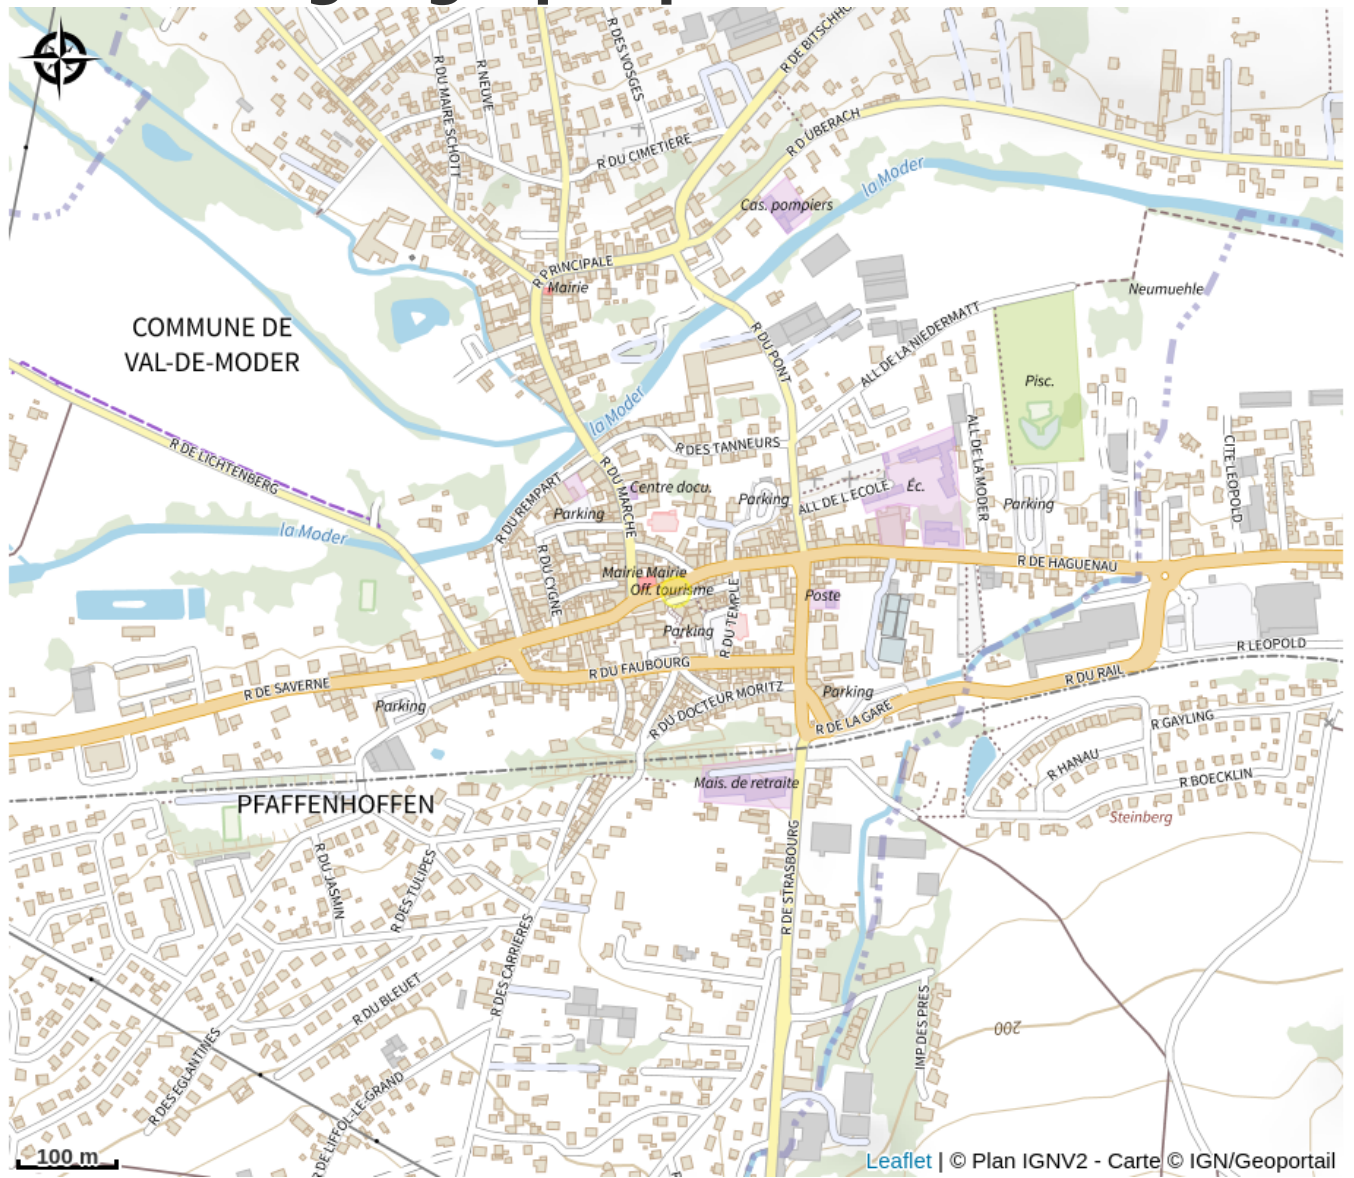 R DES VOSGES
R DE BITSCHHO
R DU MAIRE SCHOTT
R NEUVE
R DU CIMETIERE
R D'UBERACH
la Moder
Cas. pompiers
R PRINCIPALE
Mairie
Neumuehle
COMMUNE DE
VAL-DE-MODER
R DU PONT
ALL DE LA NIEDERMATT
Pisc.
la Moder
R DE LICHTENBERG
R DES TANNEURS
ALL DE LA MODER
CITE LEOPOLD
R DU MARCHE
Centre docu.
Parking
Éc.
ALL DE L'ECOLE
Parking
R DU REMPART
Parking
la Moder
R DE HAGUENAU
R DU CYGNE
Mairie Mairie
Off. tourisme
R DU TEMPLE
Poste
Parking
R LEOPOLD
R DU FAUBOURG
R DE SAVERNE
R DU RAIL
Parking
R DU DOCTEUR MORITZ
Parking
R DE LA GARE
R GAYLING
R HANAU
R BOECKLIN
Mais. de retraite
PFAFFENHOFFEN
Steinberg
R DU JASMIN
R DES TULIPES
R DE STRASBOURG
R DES CARRIERES
R DU BLEUET
IMP DES PRES
200
R DES EGLANTINES
R DE LIFFOL-LE-GRAND
100 m
Leaflet | © Plan IGNV2 - Carte © IGN/Geoportail